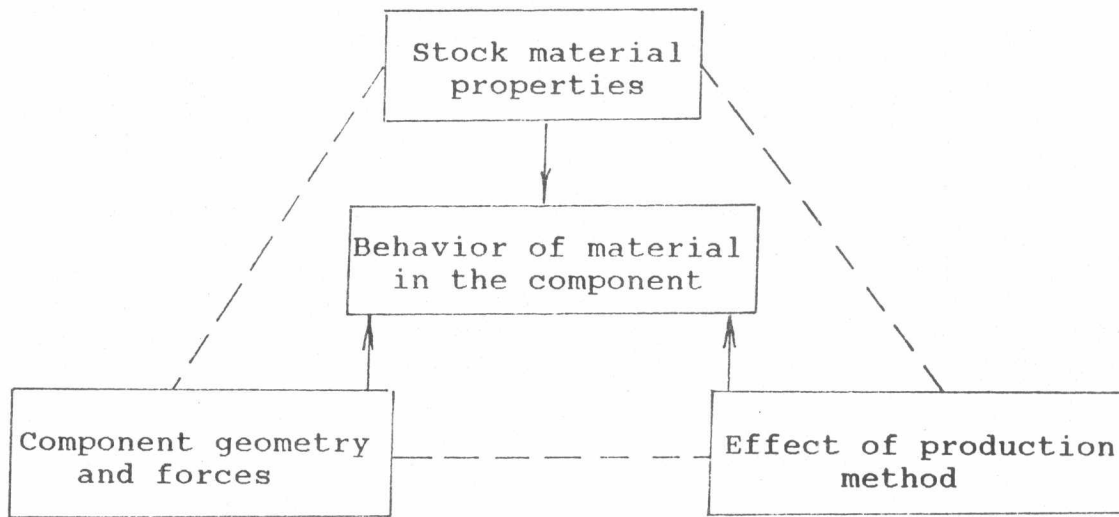 Stock material
properties
Behavior of material
in the component
Component geometry
and forces
Effect of production
method